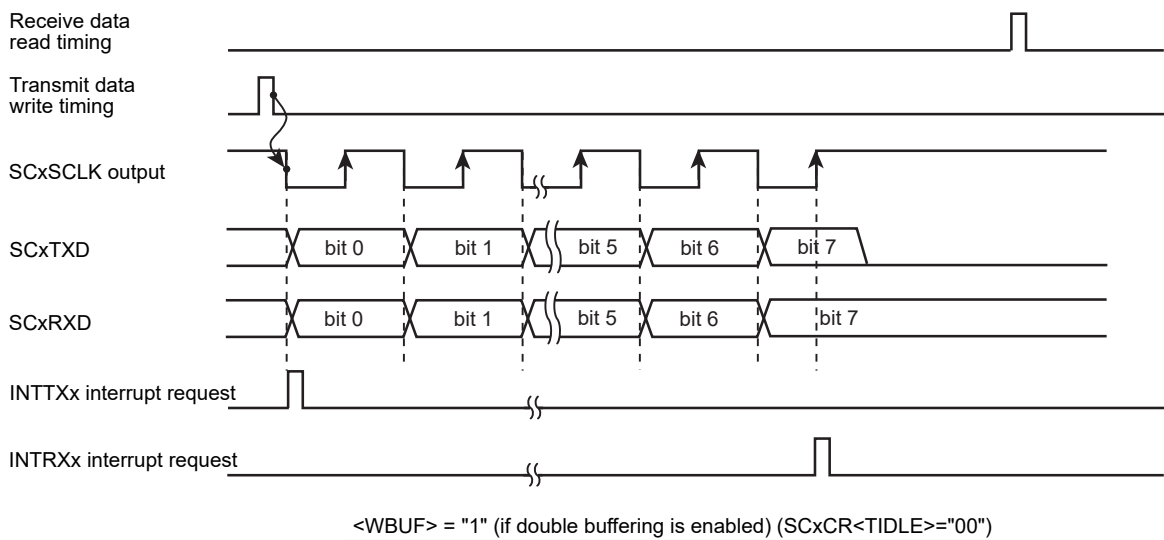 Receive data
read timing
Transmit data
write timing
SCxSCLK output
SCxTXD
bit 0
bit 1
bit 5
bit 6
bit 7
SCxRXD
bit 0
bit 1
bit 5
bit 6
bit 7
INTTXx interrupt request
INTRXx interrupt request
<WBUF> = "1" (if double buffering is enabled) (SCxCR<TIDLE>="00")